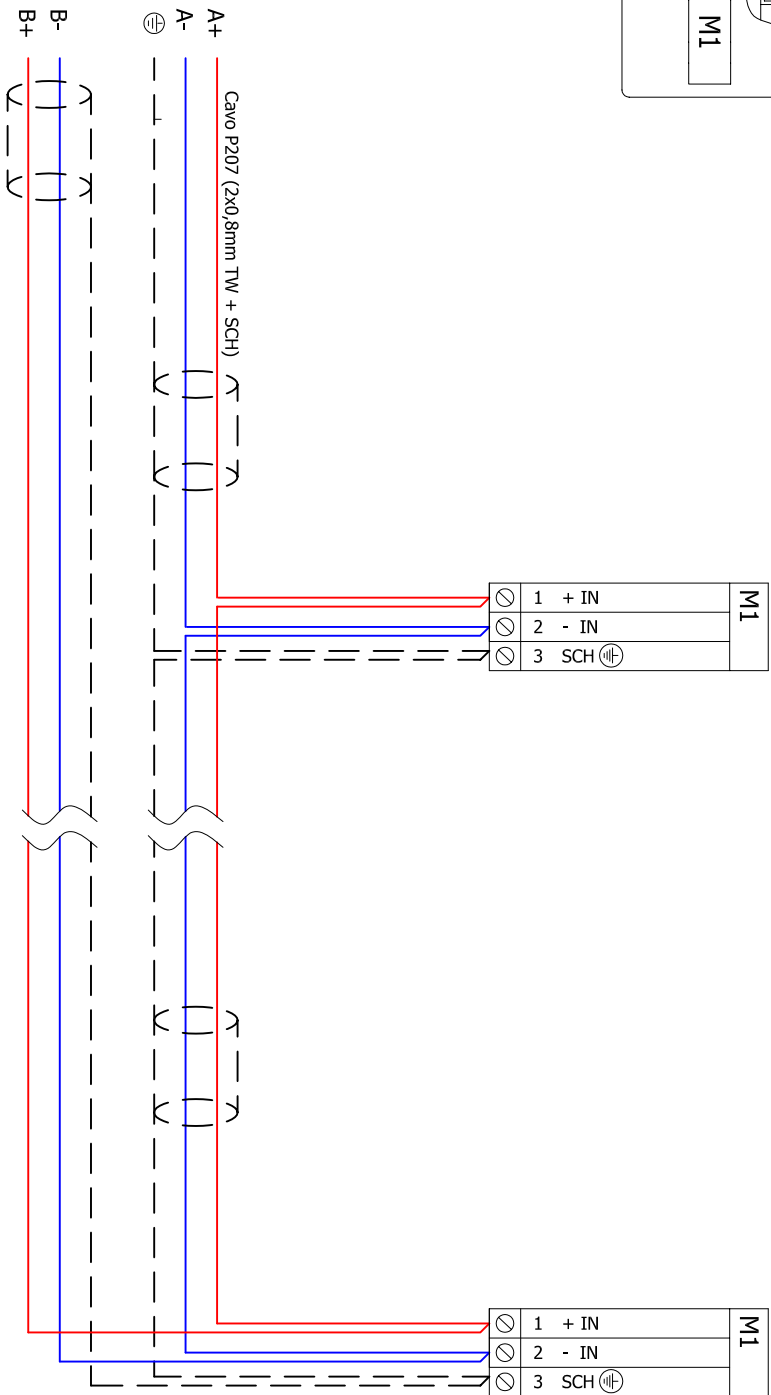 M1
B+
B-
A-
A+
Cavo P207 (2x0,8mm TW + SCH)
M1
1 + IN
2 - IN
3 SCH
M1
1 + IN
2 - IN
3 SCH